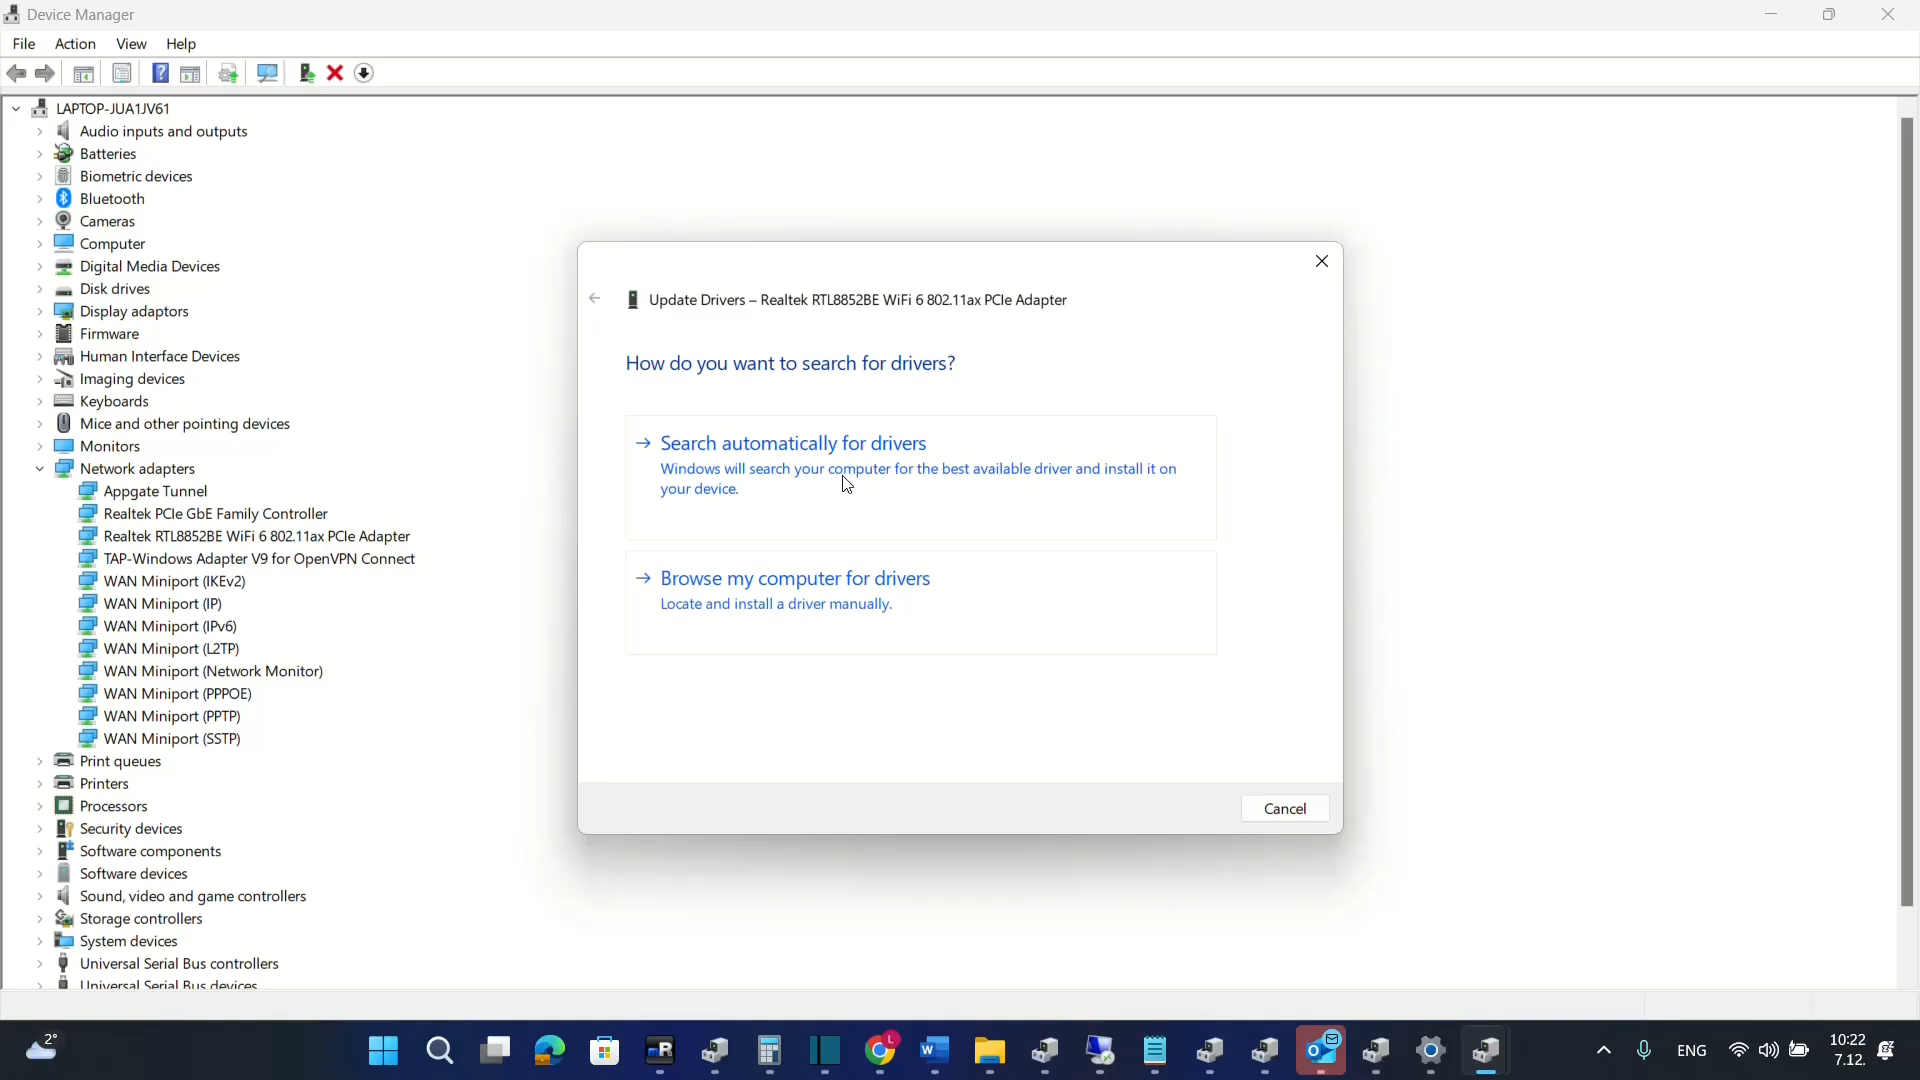 Device Manager
File Action View Help
LAPTOP-JUA1JV61
Audio inputs and outputs
Batteries
Biometric devices
Bluetooth
Cameras
Computer
Digital Media Devices
Disk drives
Display adaptors
Firmware
Human Interface Devices
Imaging devices
Keyboards
Mice and other pointing devices
Monitors
Network adapters
Appgate Tunnel
Realtek PCIe GbE Family Controller
Realtek RTL8852BE WiFi 6 802.11ax PCIe Adapter
TAP-Windows Adapter V9 for OpenVPN Connect
WAN Miniport (IKEv2)
WAN Miniport (IP)
WAN Miniport (IPv6)
WAN Miniport (L2TP)
WAN Miniport (Network Monitor)
WAN Miniport (PPPOE)
WAN Miniport (PPTP)
WAN Miniport (SSTP)
Print queues
Printers
Processors
Security devices
Software components
Software devices
Sound, video and game controllers
Storage controllers
System devices
Universal Serial Bus controllers
Universal Serial Bus devices
Update Drivers – Realtek RTL8852BE WiFi 6 802.11ax PCIe Adapter
How do you want to search for drivers?
Search automatically for drivers
Windows will search your computer for the best available driver and install it on
your device.
Browse my computer for drivers
Locate and install a driver manually.
Cancel
2°
ENG
10:22
7.12.